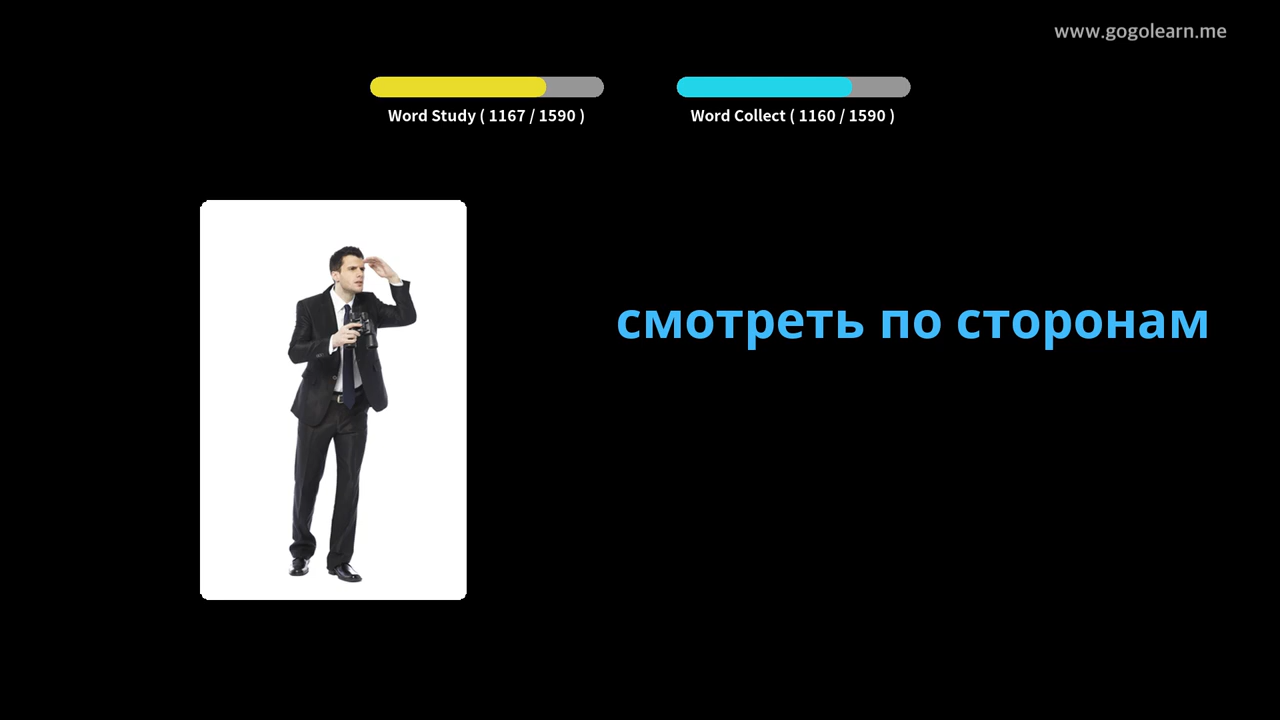 www.gogolearn.me
Word Study ( 1167 / 1590 )
Word Collect ( 1160 / 1590 )
смотреть по сторонам